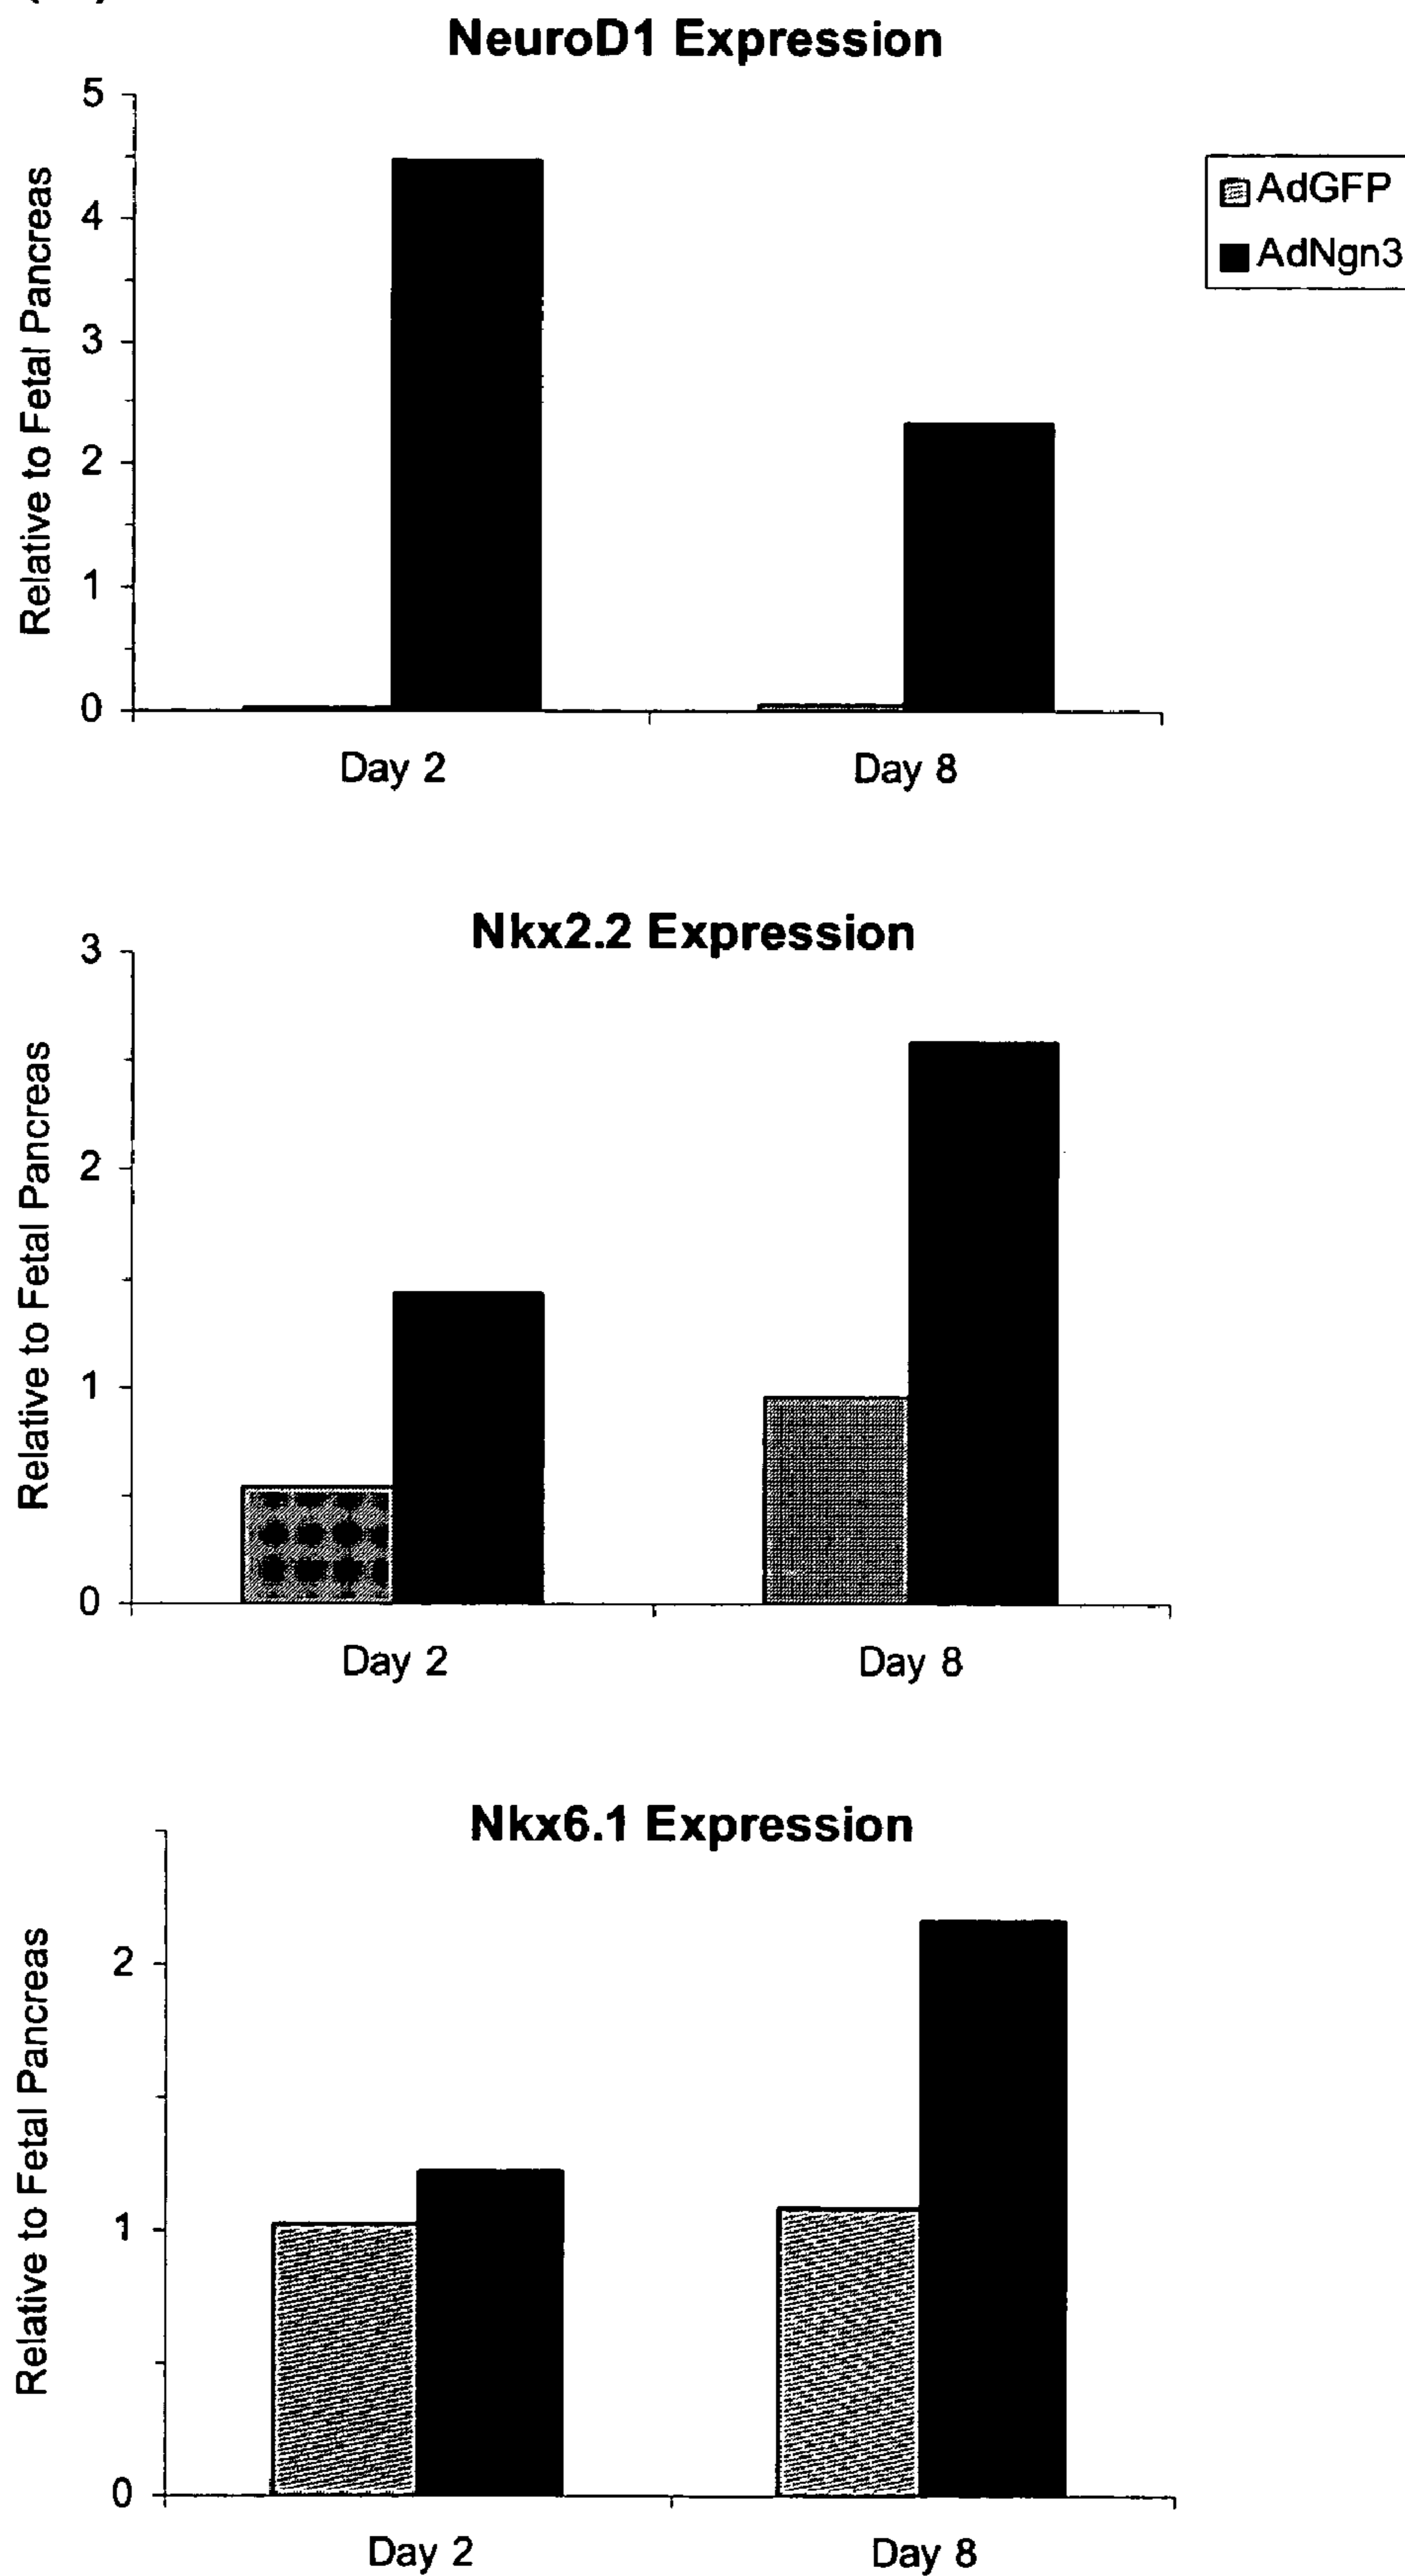 NeuroD1 Expression
5
4
3
2
1
0
Relative to Fetal Pancreas
Day 2
Day 8
AdGFP
AdNgn3
Nkx2.2 Expression
3
2
1
0
Relative to Fetal Pancreas
Day 2
Day 8
Nkx6.1 Expression
2
1
0
Relative to Fetal Pancreas
Day 2
Day 8